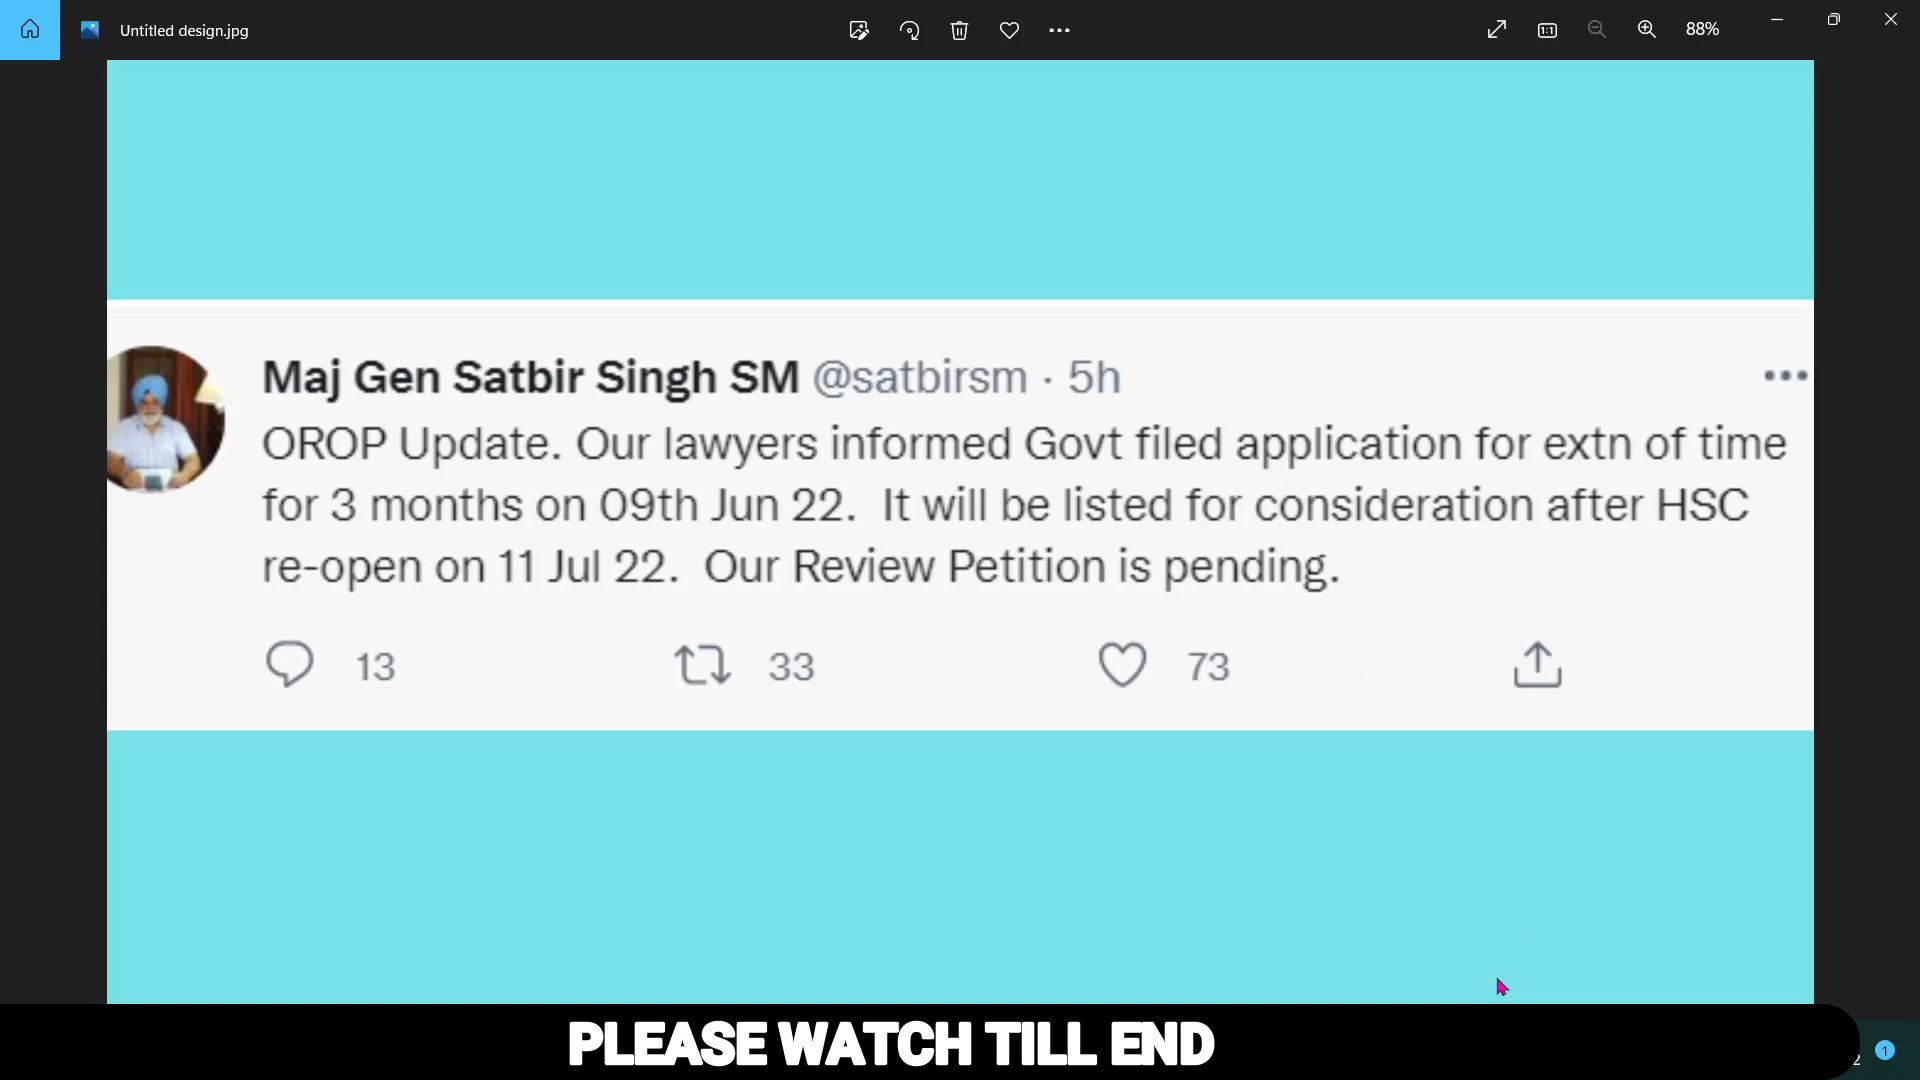 Untitled design.jpg
88%
Maj Gen Satbir Singh SM @satbirsm · 5h
OROP Update. Our lawyers informed Govt filed application for extn of time
for 3 months on 09th Jun 22. It will be listed for consideration after HSC
re-open on 11 Jul 22. Our Review Petition is pending.
13 33 73
PLEASE WATCH TILL END
2 1